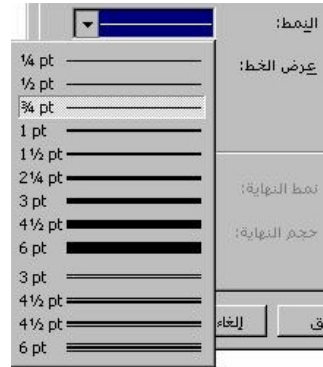 النمط:
عرض الخط:
¼ pt
½ pt
¾ pt
1 pt
1½ pt
2¼ pt
3 pt
4½ pt
6 pt
3 pt
4½ pt
4½ pt
6 pt
نمط النهاية:
حجم النهاية: